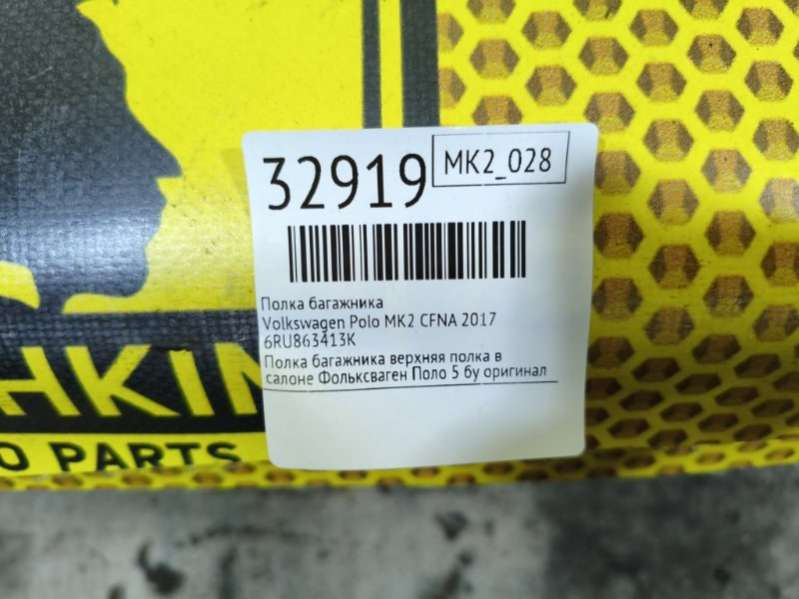 32919
MK2_028
Полка багажника
Volkswagen Polo MK2 CFNA 2017
6RU863413K
Полка багажника верхняя полка в
салоне Фольксваген Поло 5 бу оригинал
HKIN
O PARTS